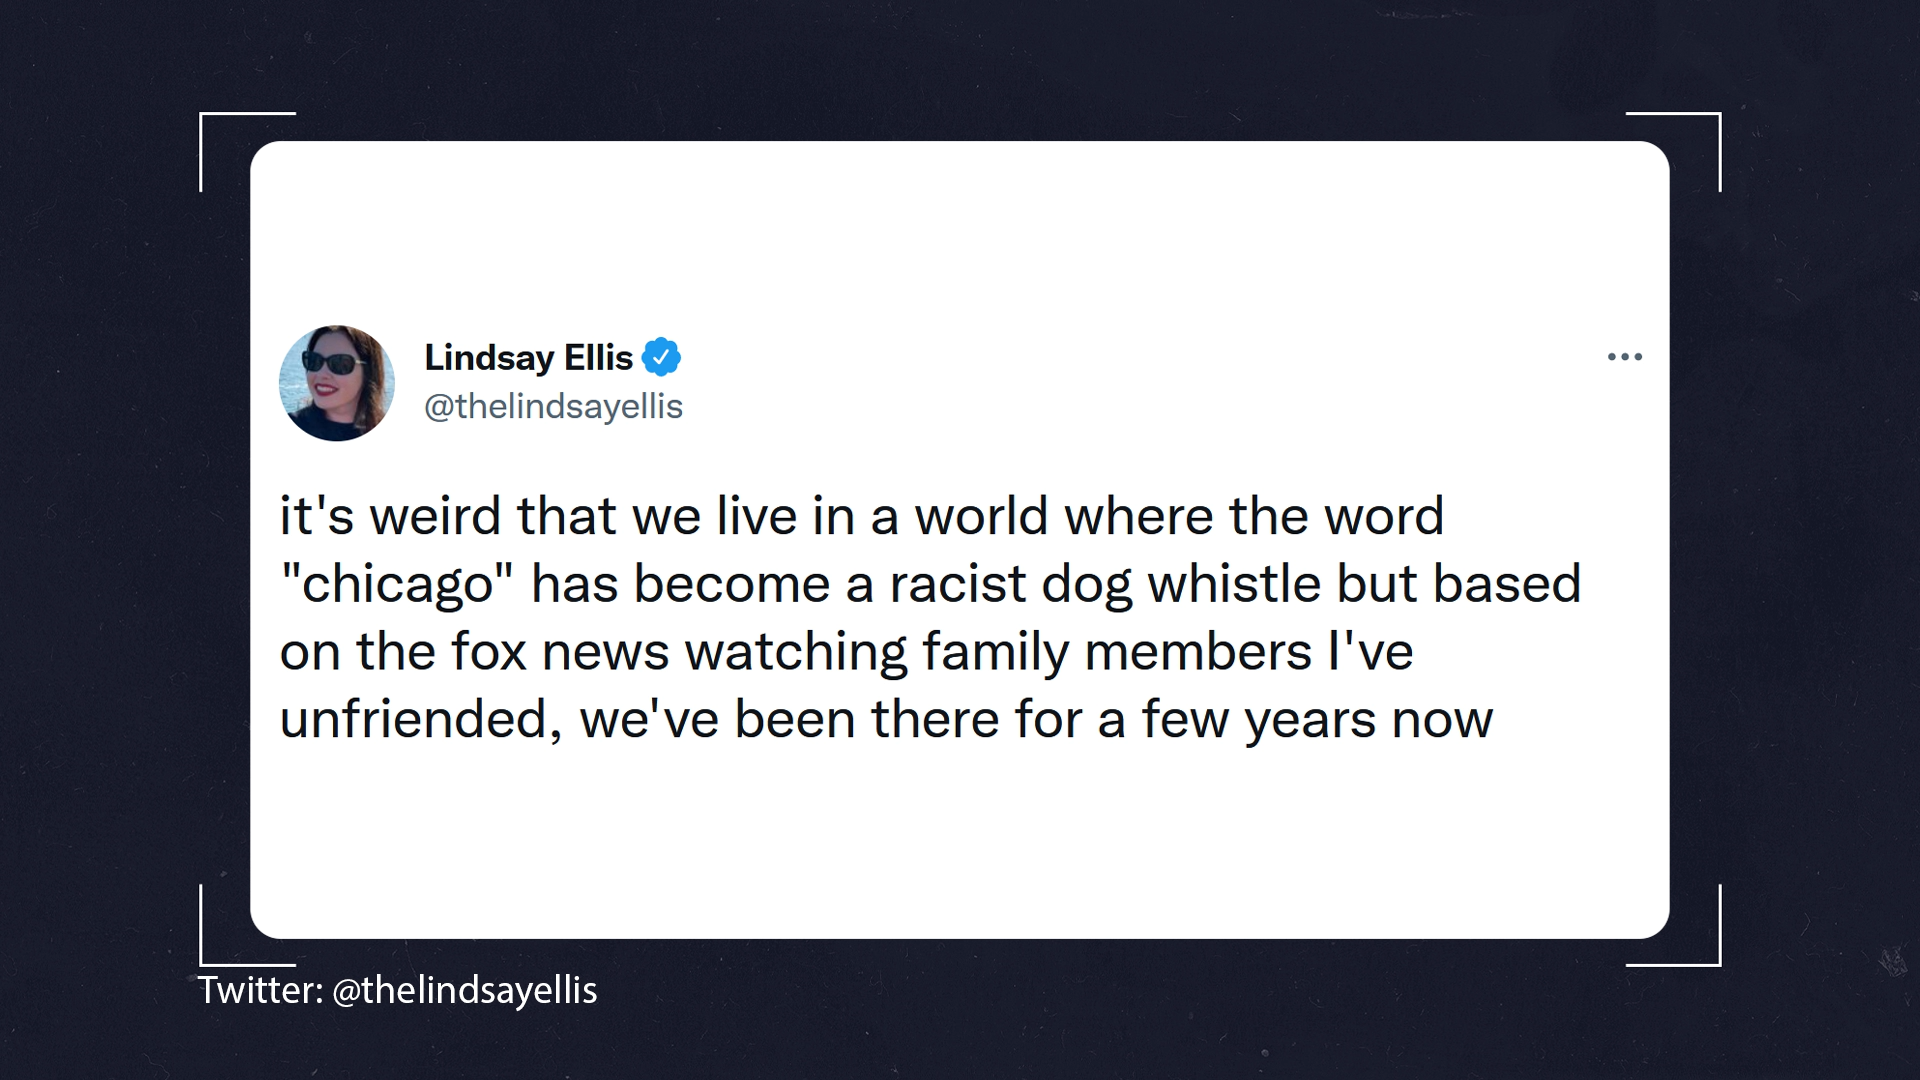 Lindsay Ellis
@thelindsayellis
it's weird that we live in a world where the word
"chicago" has become a racist dog whistle but based
on the fox news watching family members I've
unfriended, we've been there for a few years now
Twitter: @thelindsayellis